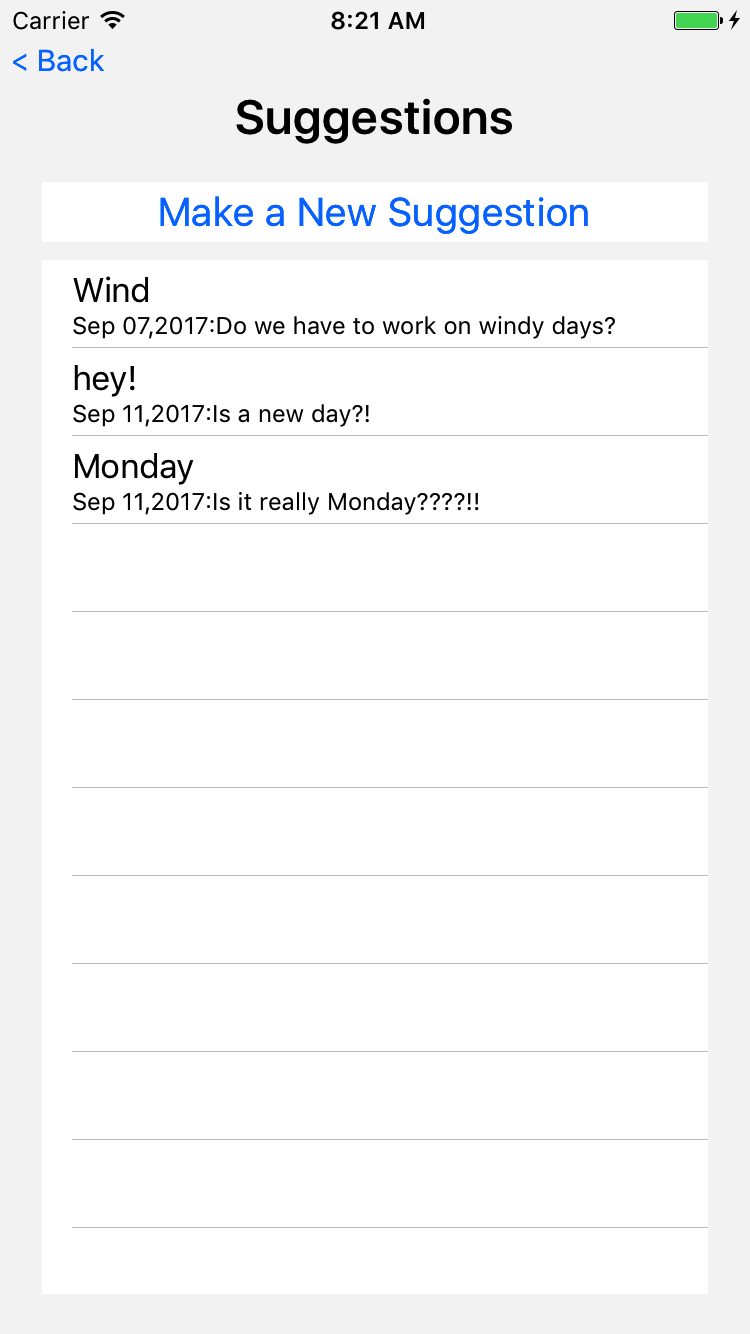 Carrier 8:21 AM
< Back
Suggestions
Make a New Suggestion
Wind
Sep 07,2017:Do we have to work on windy days?
hey!
Sep 11,2017:Is a new day?!
Monday
Sep 11,2017:Is it really Monday????!!